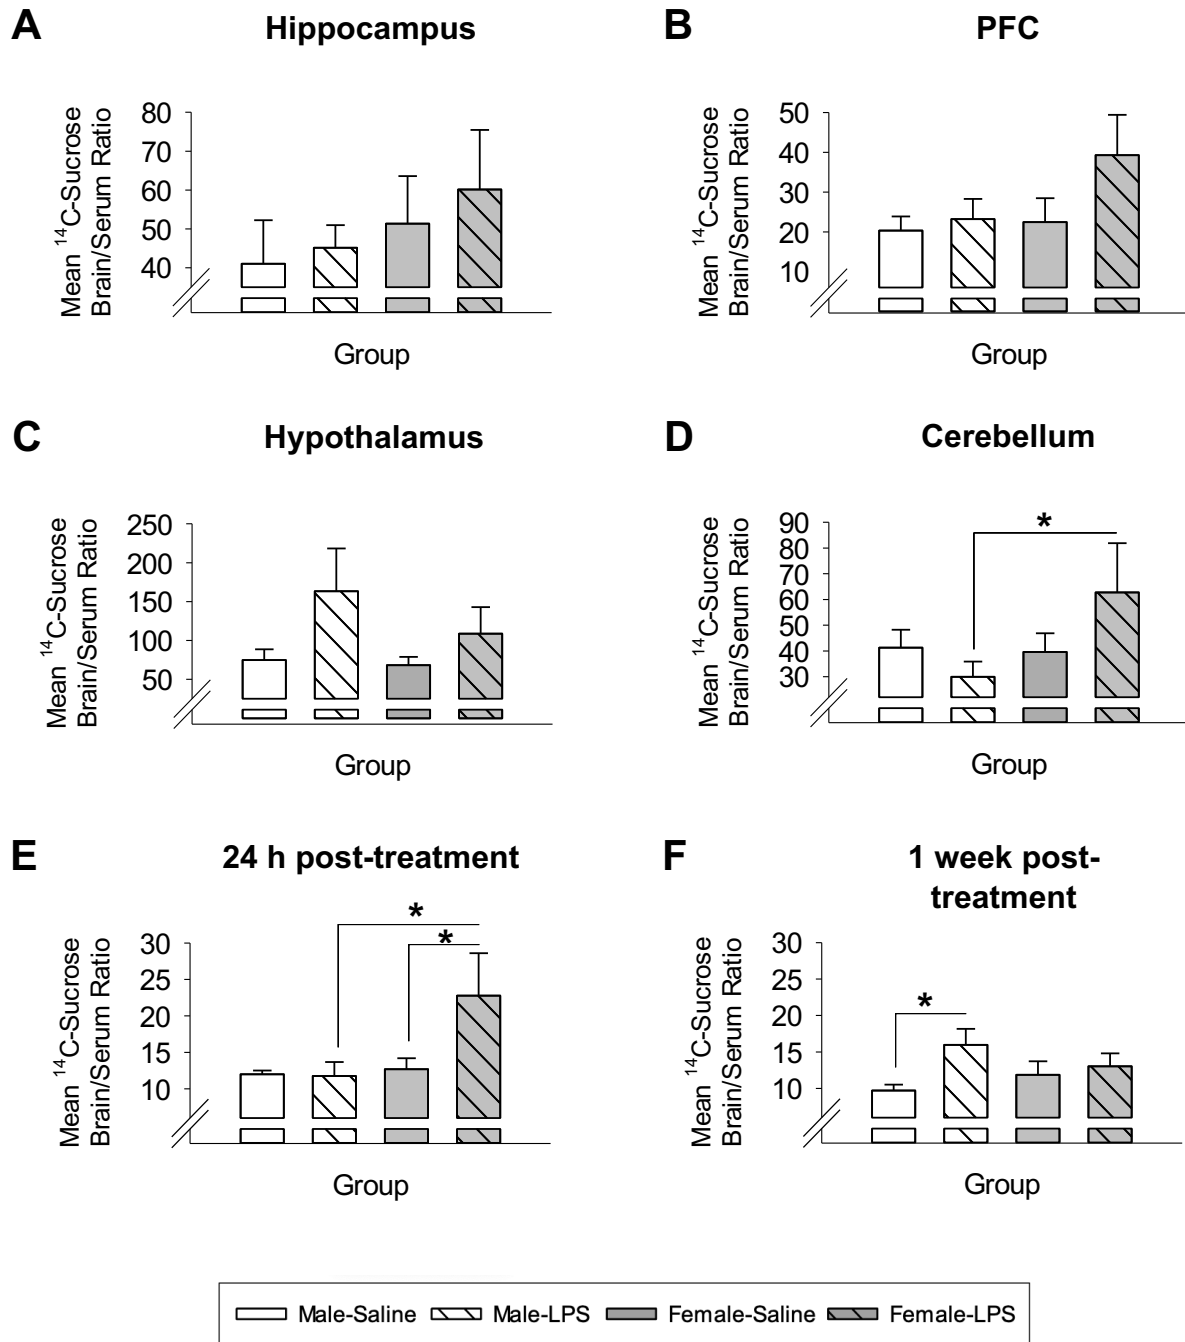 A
Hippocampus
Mean ¹⁴C-Sucrose
Brain/Serum Ratio
80
70
60
50
40
Group
B
PFC
Mean ¹⁴C-Sucrose
Brain/Serum Ratio
50
40
30
20
10
Group
C
Hypothalamus
Mean ¹⁴C-Sucrose
Brain/Serum Ratio
250
200
150
100
50
Group
D
Cerebellum
Mean ¹⁴C-Sucrose
Brain/Serum Ratio
90
80
70
60
50
40
30
*
Group
E
24 h post-treatment
Mean ¹⁴C-Sucrose
Brain/Serum Ratio
30
25
20
15
10
*
*
Group
F
1 week post-
treatment
Mean ¹⁴C-Sucrose
Brain/Serum Ratio
30
25
20
15
10
*
Group
Male-Saline Male-LPS Female-Saline Female-LPS